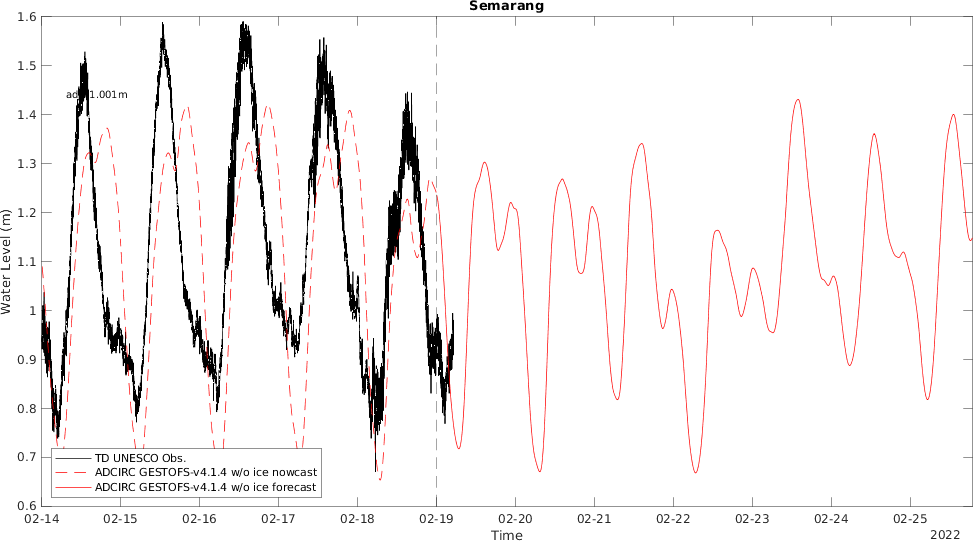 Semarang
1.6
1.5
1.4
1.3
1.2
1.1
1
0.9
0.8
0.7
0.6
Water Level (m)
1.001m
TD UNESCO Obs.
ADCIRC GESTOFS-v4.1.4 w/o ice nowcast
ADCIRC GESTOFS-v4.1.4 w/o ice forecast
02-14 02-15 02-16 02-17 02-18 02-19 02-20 02-21 02-22 02-23 02-24 02-25
Time
2022